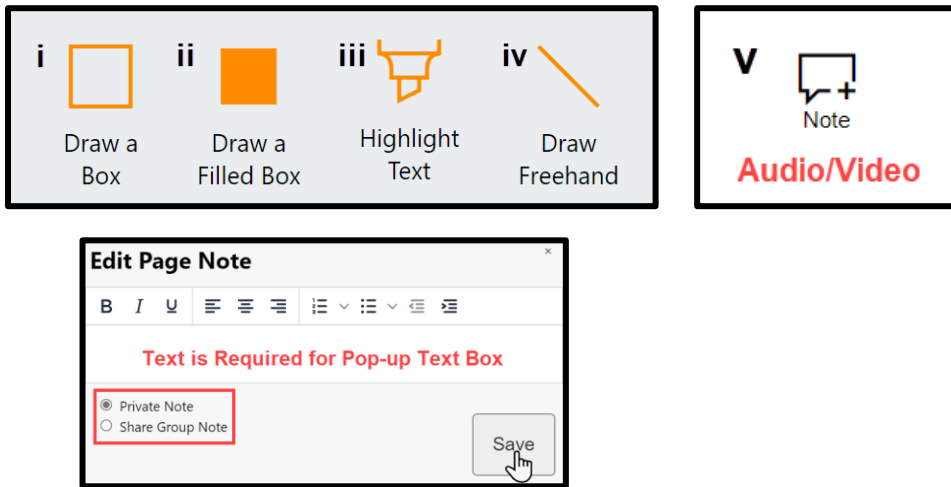 i
ii
iii
iv
Draw a
Box
Draw a
Filled Box
Highlight
Text
Draw
Freehand
V
Note
Audio/Video
Edit Page Note
×
B I U
Text is Required for Pop-up Text Box
Private Note
Share Group Note
Save